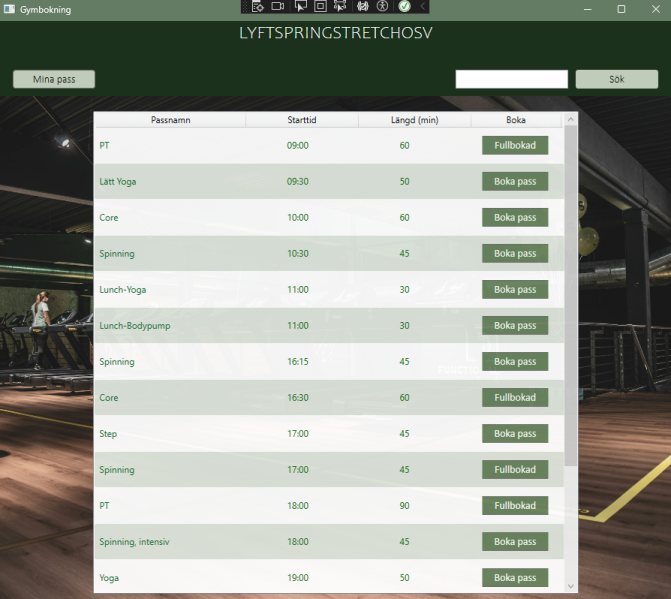 Gymbokning
LYFTSPRINGSTRETCHOSV
Mina pass
Sök
Passnamn Starttid Längd (min) Boka
PT 09:00 60 Fullbokad
Lätt Yoga 09:30 50 Boka pass
Core 10:00 60 Boka pass
Spinning 10:30 45 Boka pass
Lunch-Yoga 11:00 30 Boka pass
Lunch-Bodypump 11:00 30 Boka pass
Spinning 16:15 45 Boka pass
Core 16:30 60 Fullbokad
Step 17:00 45 Boka pass
Spinning 17:00 45 Fullbokad
PT 18:00 90 Fullbokad
Spinning, intensiv 18:00 45 Boka pass
Yoga 19:00 50 Boka pass